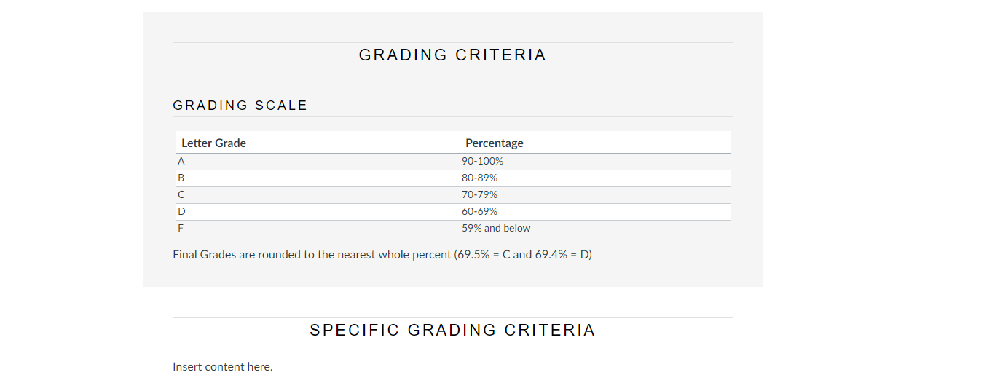 GRADING CRITERIA
GRADING SCALE
Letter Grade Percentage
A 90-100%
B 80-89%
C 70-79%
D 60-69%
F 59% and below
Final Grades are rounded to the nearest whole percent (69.5% = C and 69.4% = D)
SPECIFIC GRADING CRITERIA
Insert content here.